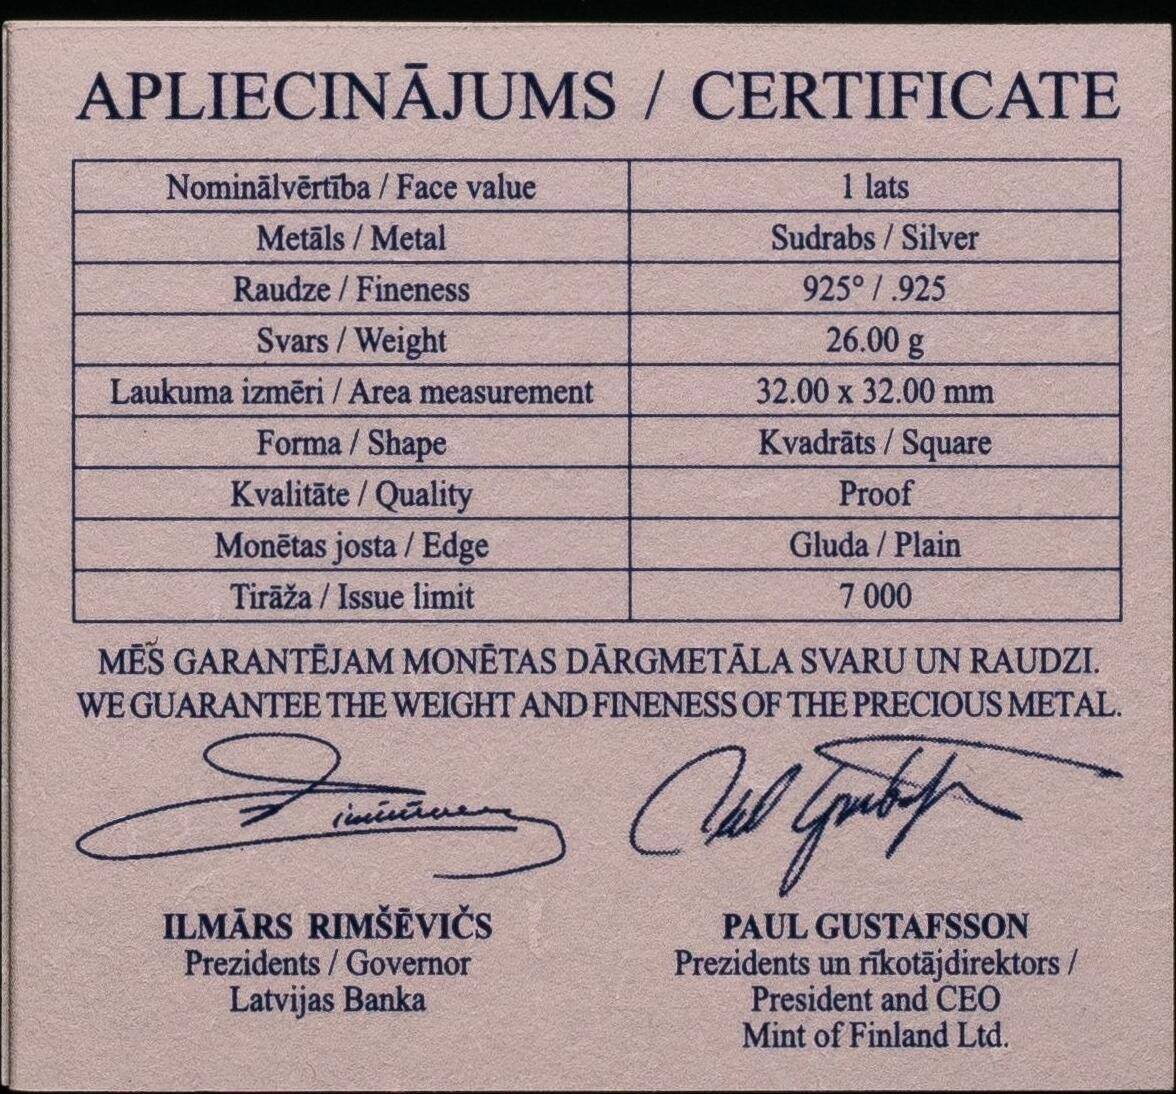 APLIECINĀJUMS / CERTIFICATE
Nominālvērtība / Face value 1 lats
Metāls / Metal Sudrabs / Silver
Raudze / Fineness 925° / .925
Svars / Weight 26.00 g
Laukuma izmēri / Area measurement 32.00 x 32.00 mm
Forma / Shape Kvadrāts / Square
Kvalitāte / Quality Proof
Monētas josta / Edge Gluda / Plain
Tirāža / Issue limit 7 000
MĒS GARANTĒJAM MONĒTAS DĀRGMETĀLA SVARU UN RAUDZI.
WE GUARANTEE THE WEIGHT AND FINENESS OF THE PRECIOUS METAL.
ILMĀRS RIMŠĒVIČS
Prezidents / Governor
Latvijas Banka
PAUL GUSTAFSSON
Prezidents un rīkotājdirektors /
President and CEO
Mint of Finland Ltd.